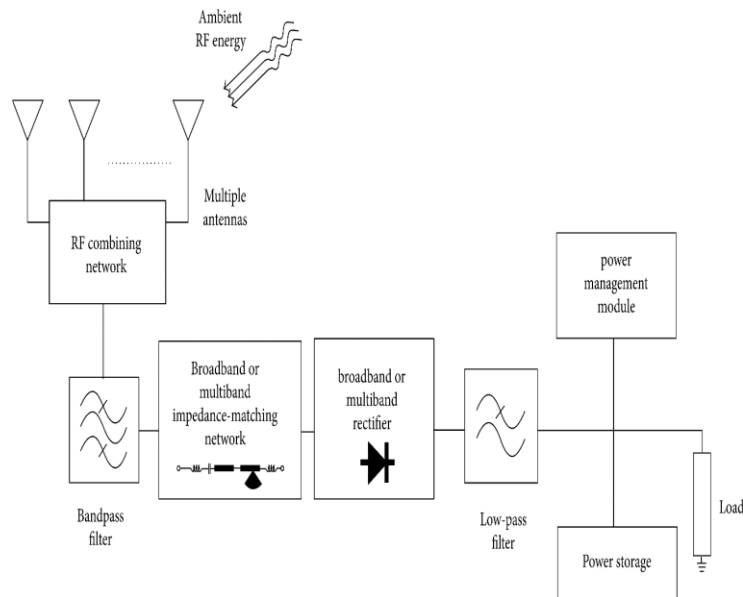 Ambient
RF energy
Multiple
antennas
RF combining
network
power
management
module
Broadband or
multiband
impedance-matching
network
broadband or
multiband
rectifier
Bandpass
filter
Low-pass
filter
Load
Power storage